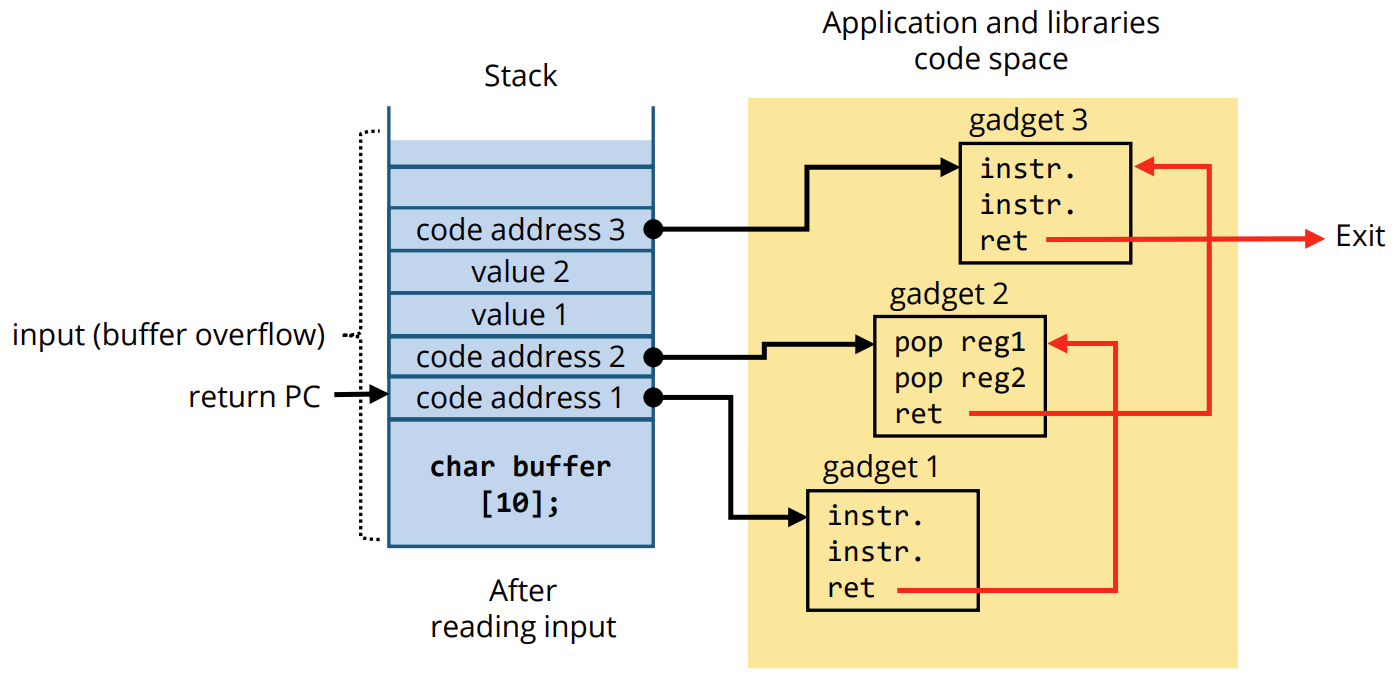 Application and libraries
code space
Stack
gadget 3
instr.
instr.
ret
Exit
code address 3
value 2
value 1
code address 2
code address 1
input (buffer overflow)
return PC
gadget 2
pop reg1
pop reg2
ret
char buffer
[10];
gadget 1
instr.
instr.
ret
After
reading input